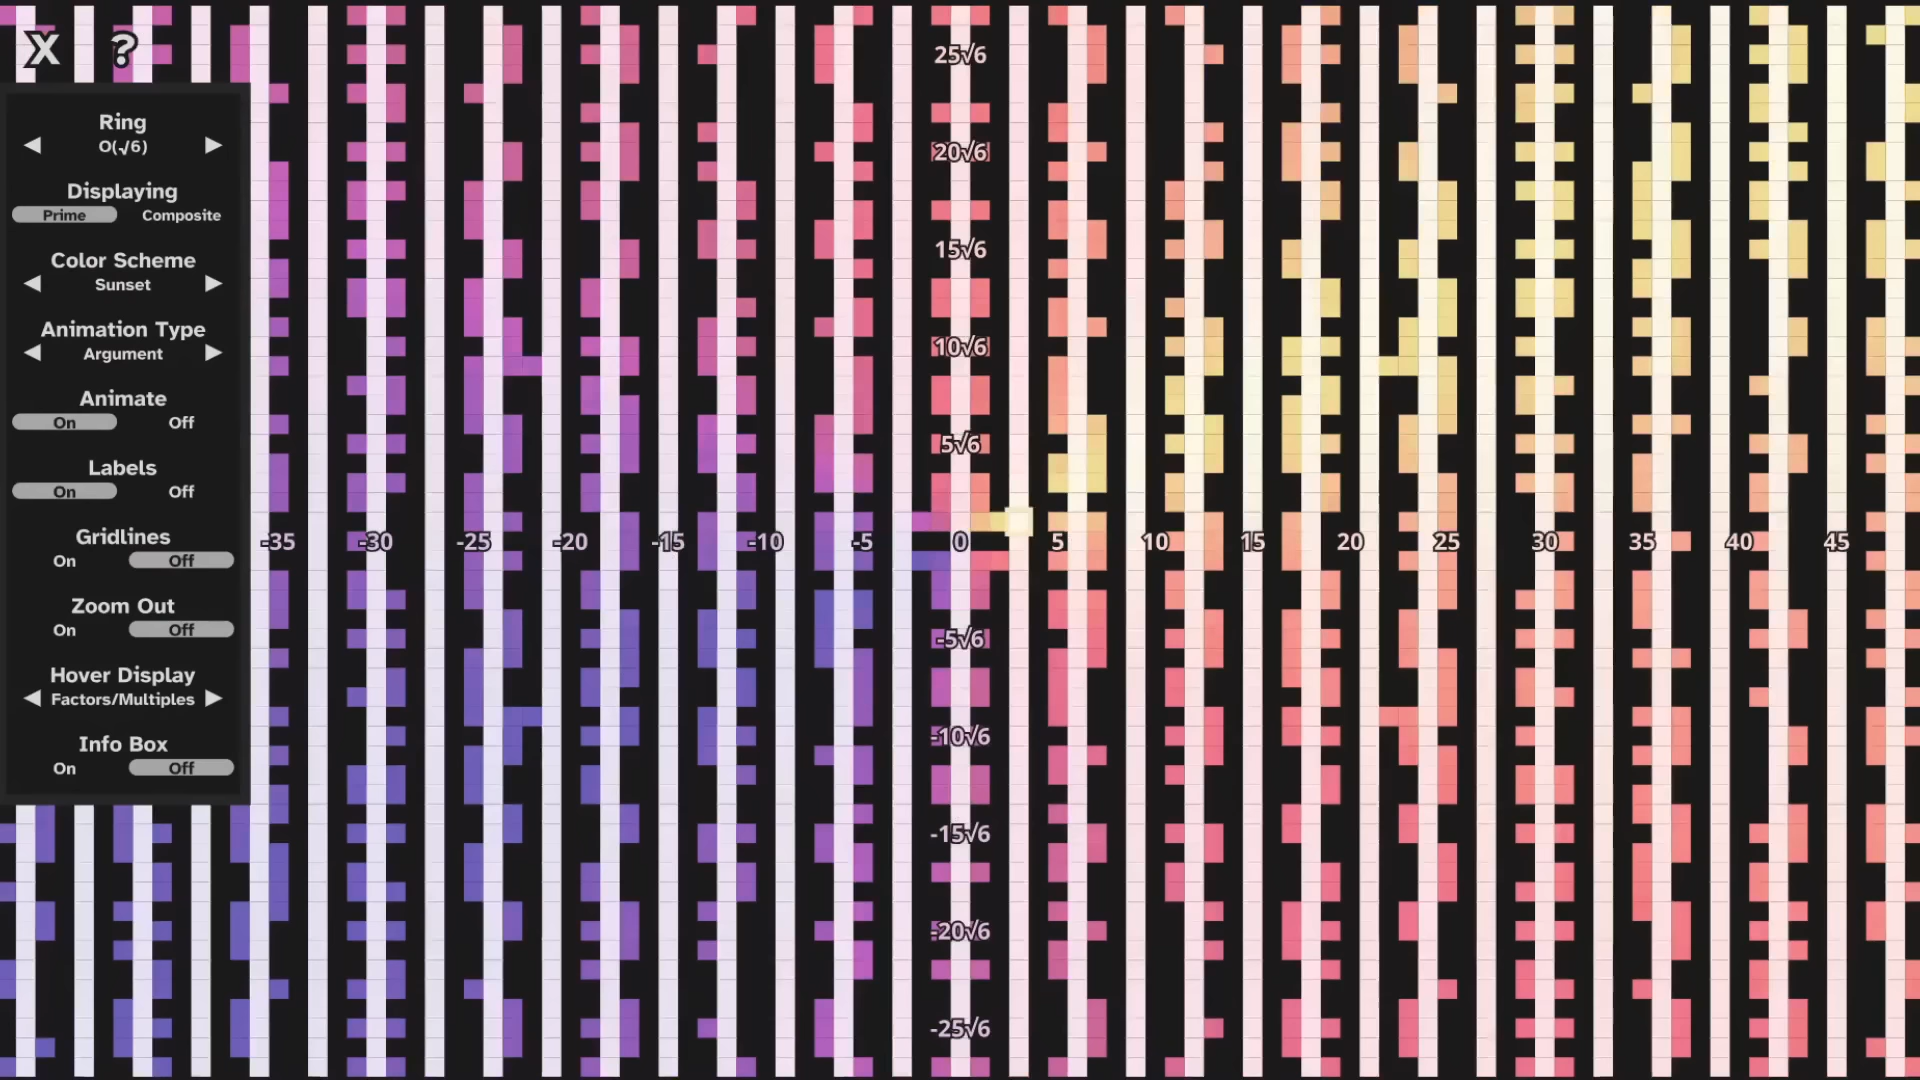 X ?
Ring
O(√6)
Displaying
Prime Composite
Color Scheme
Sunset
Animation Type
Argument
Animate
On Off
Labels
On Off
Gridlines
On Off
Zoom Out
On Off
Hover Display
Factors/Multiples
Info Box
On Off
25√6
20√6
15√6
10√6
5√6
-35 -30 -25 -20 -15 -10 -5 0 5 10 15 20 25 30 35 40 45
-5√6
-10√6
-15√6
-20√6
-25√6